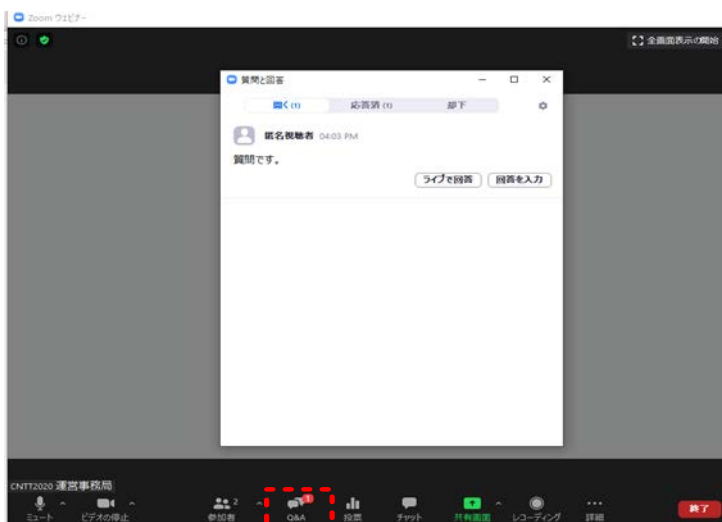 Zoom ウェビナー
全画面表示の開始
質問と回答
開く (1) 応答済 (1) 却下
匿名視聴者 04:03 PM
質問です。
ライブで回答 回答を入力
CNTT2020 運営事務局
ミュート ビデオの停止 参加者 2 Q&A 1 投票 チャット 共有画面 レコーディング 詳細 終了